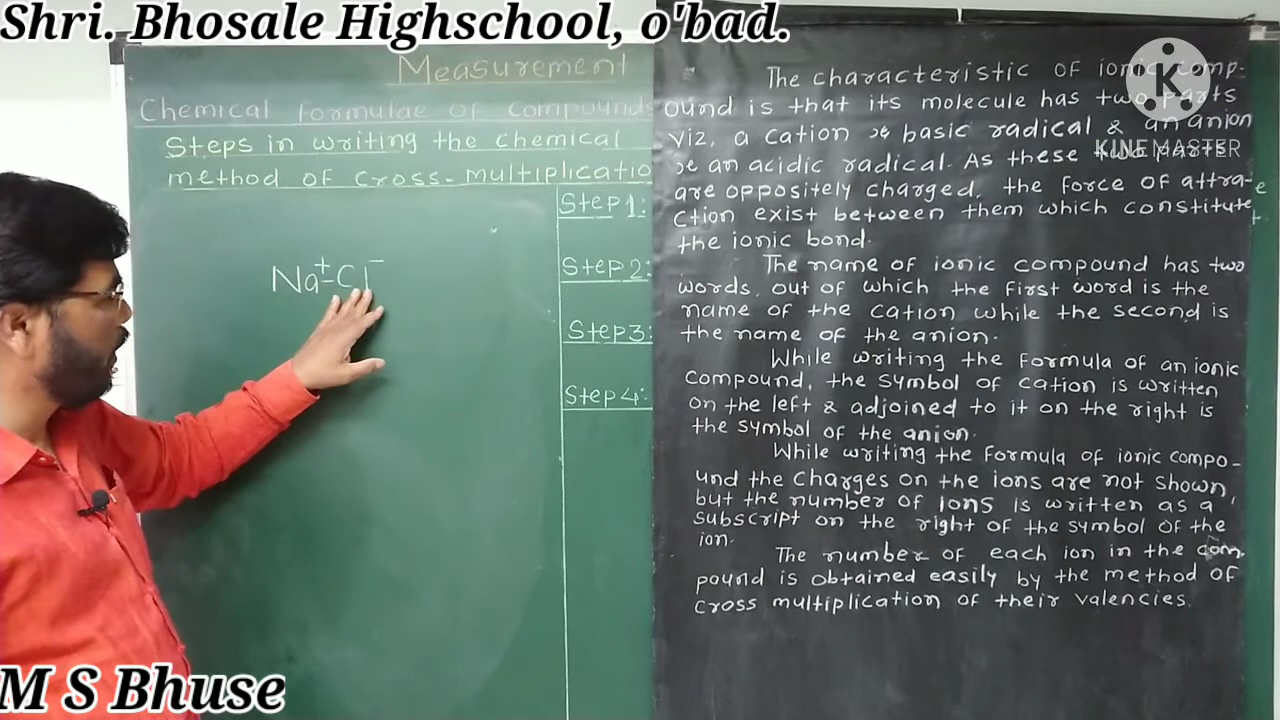 Shri. Bhosale Highschool, o'bad.
Measurement
Chemical formulae of compounds
Steps in writing the chemical
method of cross-multiplicatio
Step1:
Step2:
Step3:
Step4:
Na+-Cl-
The characteristic of ionic comp-
ound is that its molecule has two parts
viz, a cation ie basic radical & an anion
ie an acidic radical. As these two parts
are oppositely charged, the force of attra-
ction exist between them which constitute
the ionic bond.
The name of ionic compound has two
words, out of which the first word is the
name of the cation while the second is
the name of the anion.
While writing the formula of an ionic
compound, the symbol of cation is written
on the left & adjoined to it on the right is
the symbol of the anion.
While writing the formula of ionic compo-
und the charges on the ions are not shown,
but the number of ions is written as a
subscript on the right of the symbol of the
ion.
The number of each ion in the com-
pound is obtained easily by the method of
cross multiplication of their valencies.
K
KINEMASTER
M S Bhuse